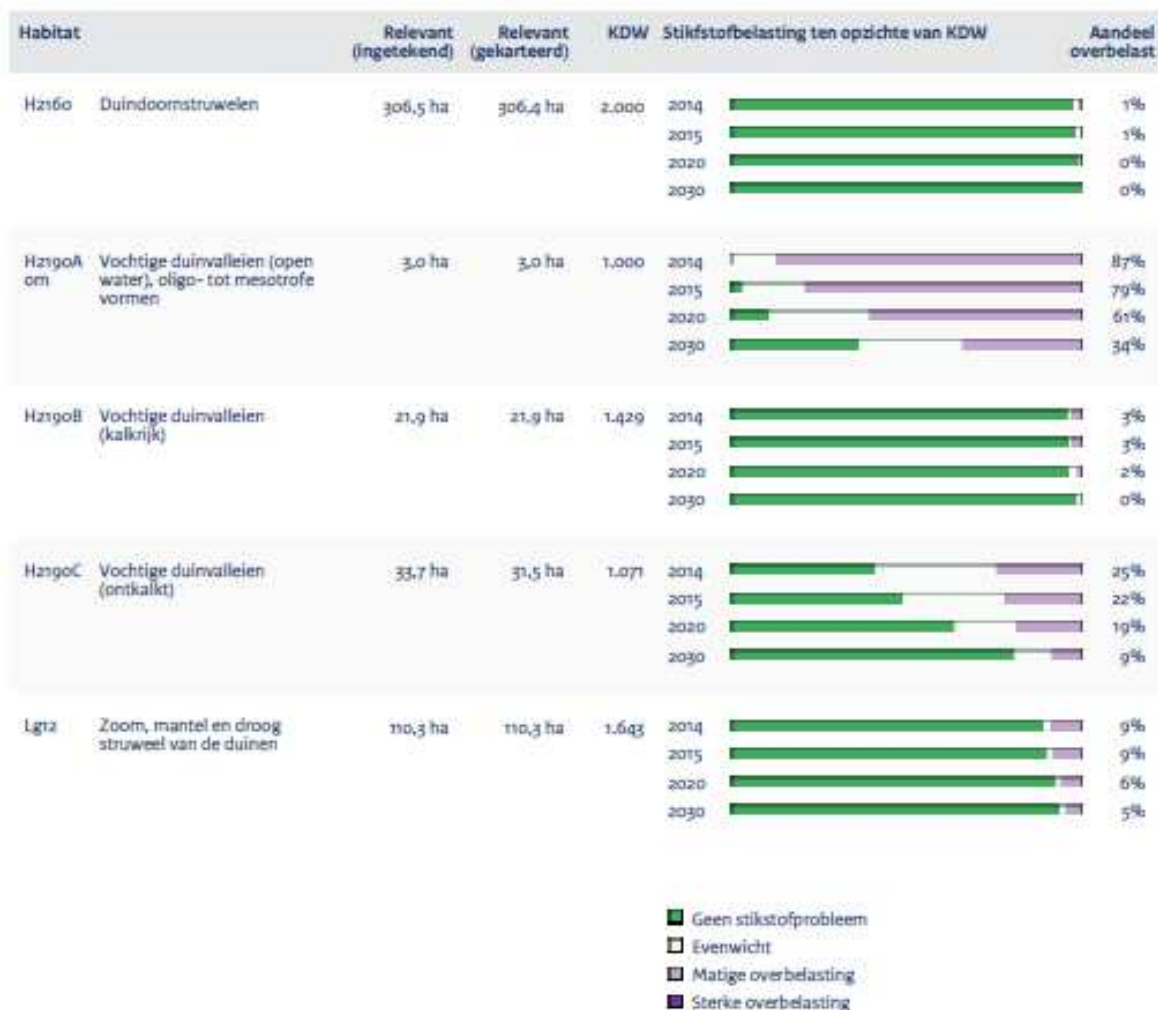 Habitat Relevant (ingetekend) Relevant (gekarteerd) KDW Stikfstofbelasting ten opzichte van KDW Aandeel overbelast
H2160 Duindoornstruwelen 306,5 ha 306,4 ha 2.000 2014 1%
2015 1%
2020 0%
2030 0%
H2190A Vochtige duinvalleien (open 3,0 ha 3,0 ha 1.000 2014 87%
om water), oligo- tot mesotrofe 2015 79%
vormen 2020 61%
2030 34%
H2190B Vochtige duinvalleien 21,9 ha 21,9 ha 1.429 2014 3%
(kalkrijk) 2015 3%
2020 2%
2030 0%
H2190C Vochtige duinvalleien 33,7 ha 31,5 ha 1.071 2014 25%
(ontkalkt) 2015 22%
2020 19%
2030 9%
Lg12 Zoom, mantel en droog 110,3 ha 110,3 ha 1.643 2014 9%
struweel van de duinen 2015 9%
2020 6%
2030 5%
Geen stikstofprobleem
Evenwicht
Matige overbelasting
Sterke overbelasting